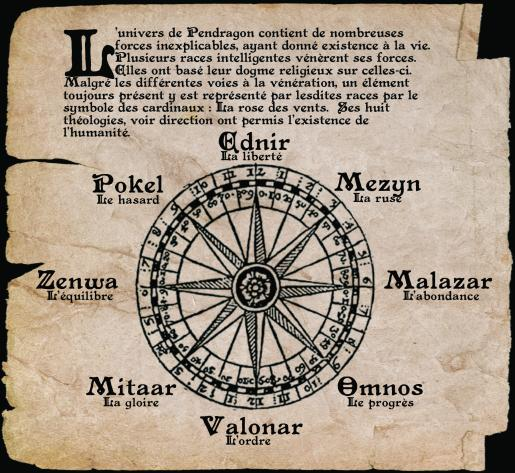 L'univers de Pendragon contient de nombreuses
forces inexplicables, ayant donné existence à la vie.
Plusieurs races intelligentes vénèrent ses forces.
Elles ont basé leur dogme religieux sur celles-ci.
Malgré les différentes voies à la vénération, un élément
toujours présent y est représenté par lesdites races par le
symbole des cardinaux : La rose des vents. Ses huit
théologies, voir direction ont permis l'existence de
l'humanité.
Ednir
La liberté
Pokel
Le hasard
Mezyn
La ruse
Zenwa
L'équilibre
Malazar
L'abondance
Mitaar
La gloire
Omnos
Le progrès
Valonar
L'ordre